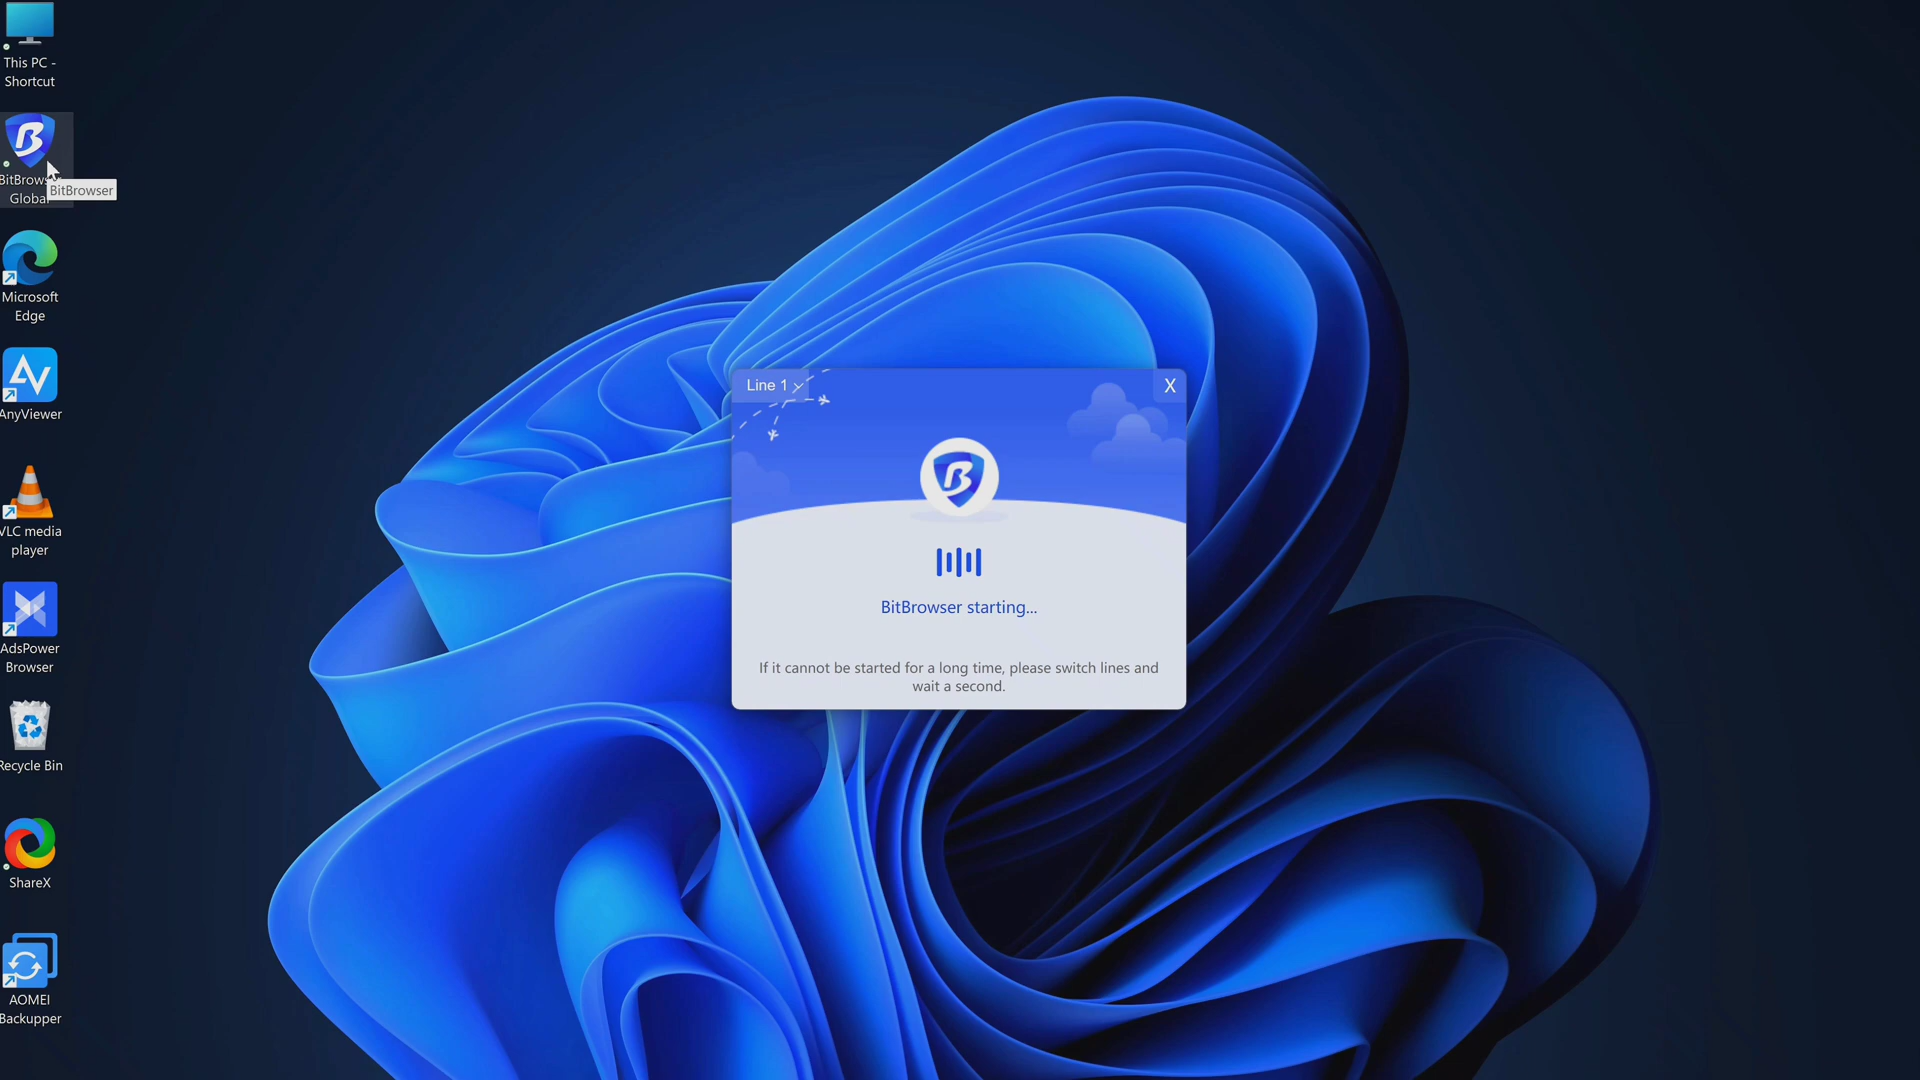 This PC -
Shortcut
BitBrows
Global
BitBrowser
Microsoft
Edge
AnyViewer
VLC media
player
AdsPower
Browser
Recycle Bin
ShareX
AOMEI
Backupper
Line 1
X
BitBrowser starting...
If it cannot be started for a long time, please switch lines and
wait a second.